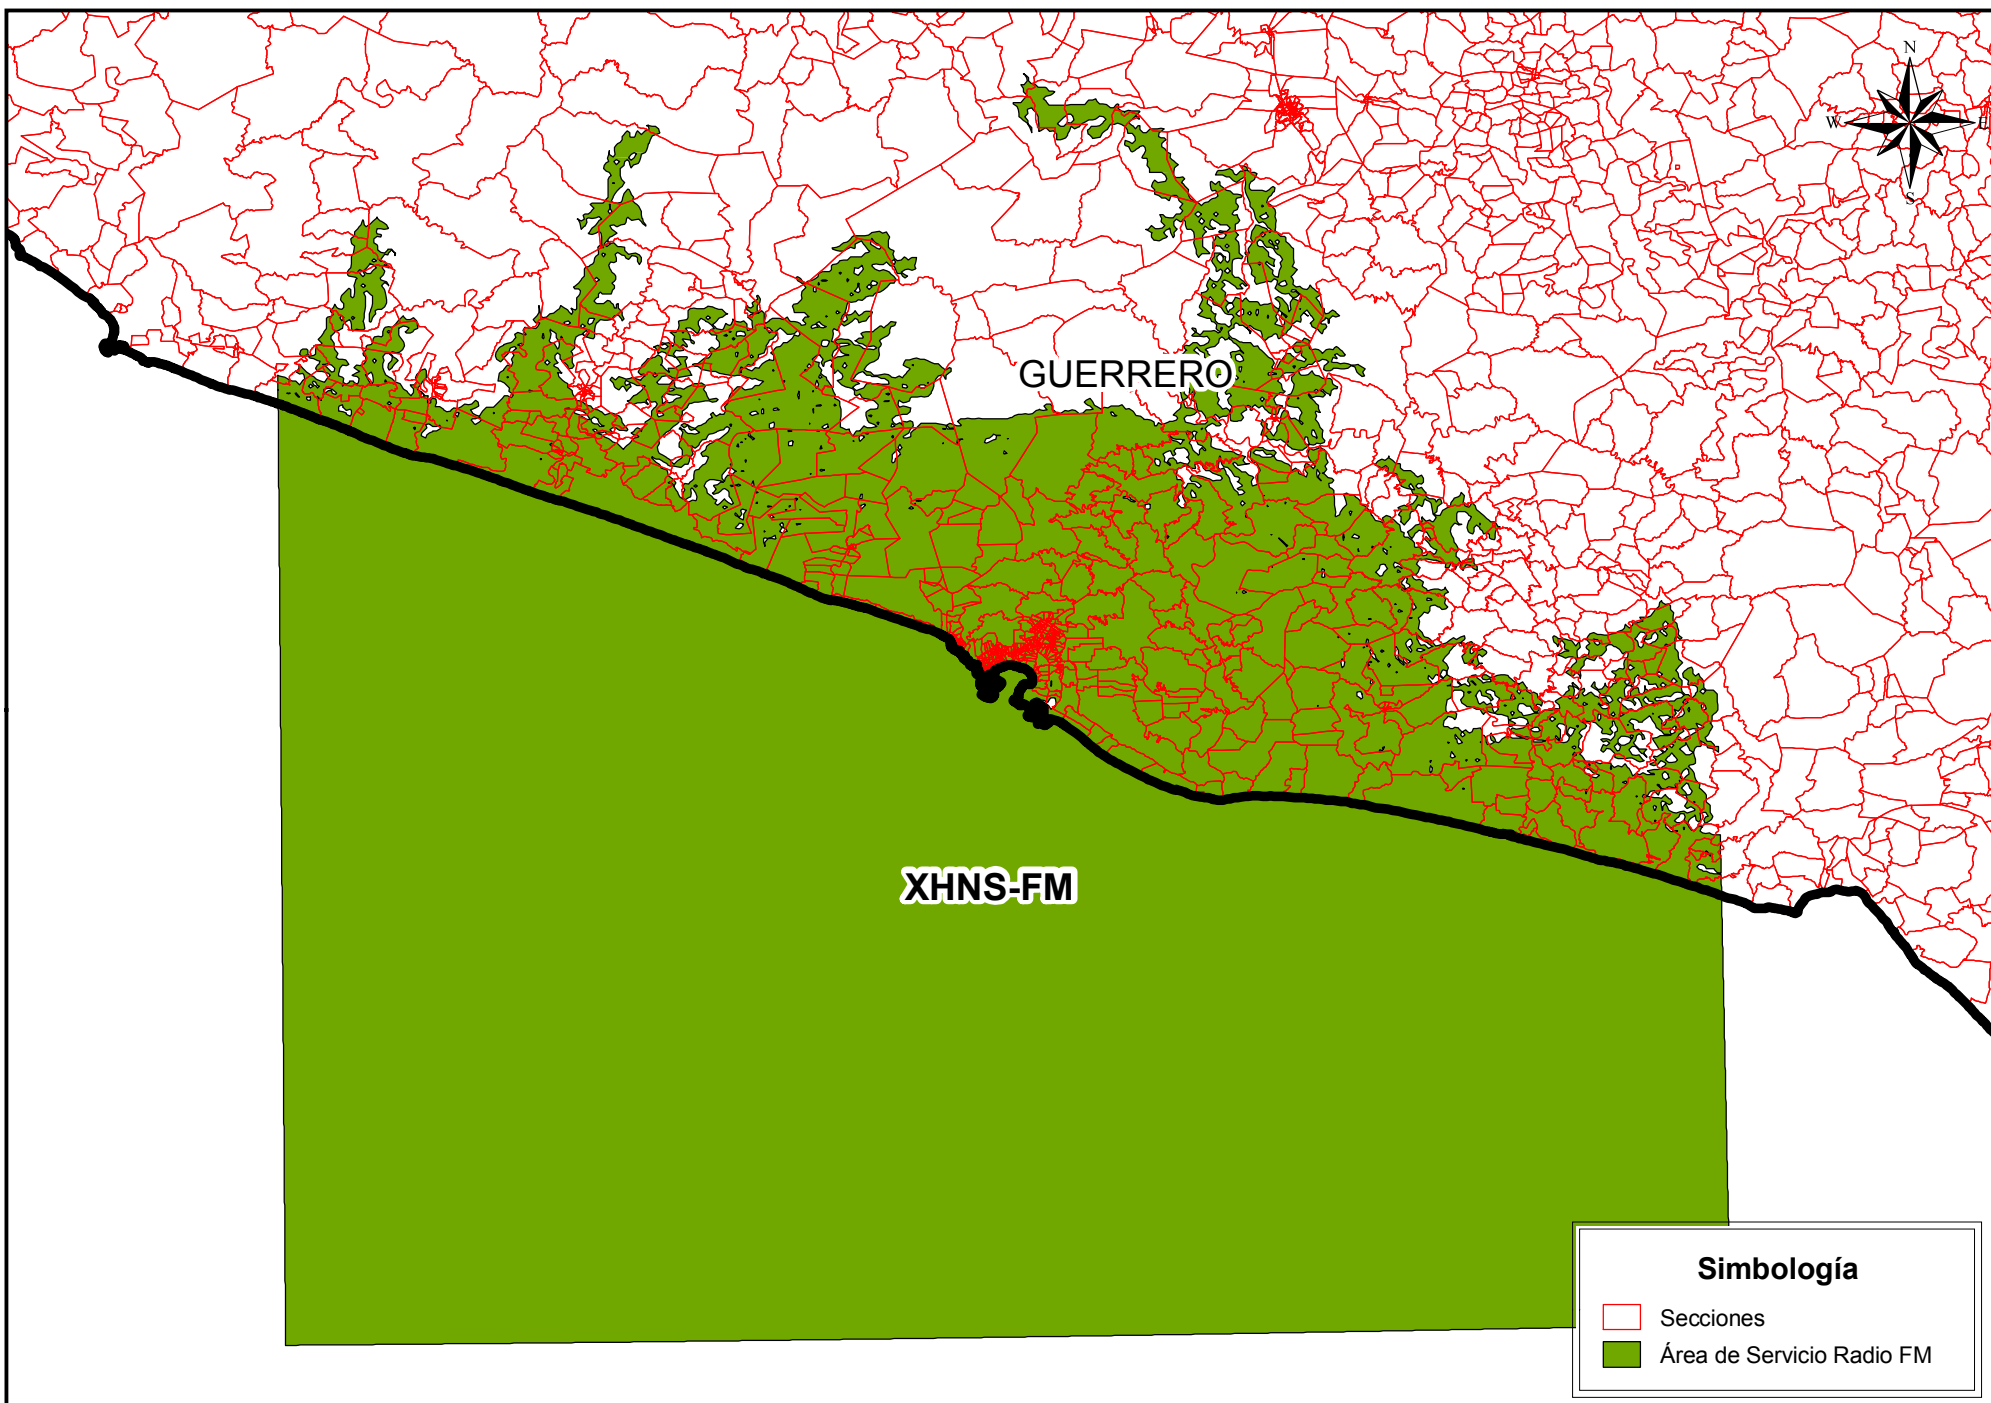 N
W
E
S
GUERRERO
XHNS-FM
Simbología
Secciones
Área de Servicio Radio FM